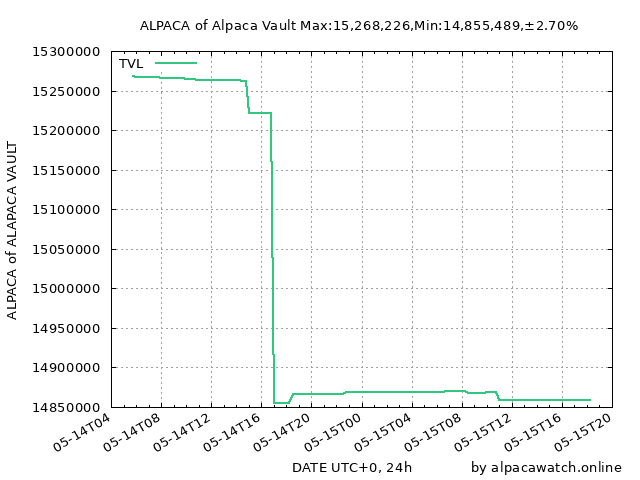 ALPACA of Alpaca Vault Max:15,268,226,Min:14,855,489,±2.70%
TVL
15300000
15250000
15200000
15150000
15100000
15050000
15000000
14950000
14900000
14850000
ALPACA of ALAPACA VAULT
05-14T04
05-14T08
05-14T12
05-14T16
05-14T20
05-15T00
05-15T04
05-15T08
05-15T12
05-15T16
05-15T20
DATE UTC+0, 24h
by alpacawatch.online